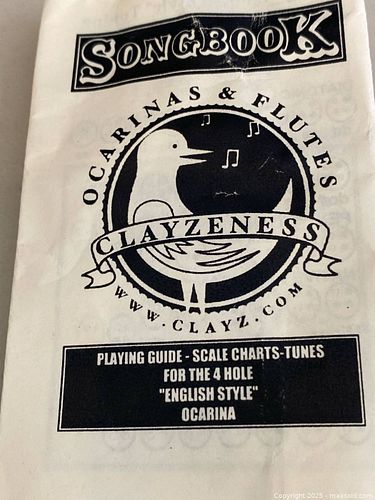 SONGBOOK
OCARINAS & FLUTES
CLAYZENESS
WWW.CLAYZ.COM
PLAYING GUIDE - SCALE CHARTS-TUNES
FOR THE 4 HOLE
"ENGLISH STYLE"
OCARINA
Copyright 2025 - maxsold.com